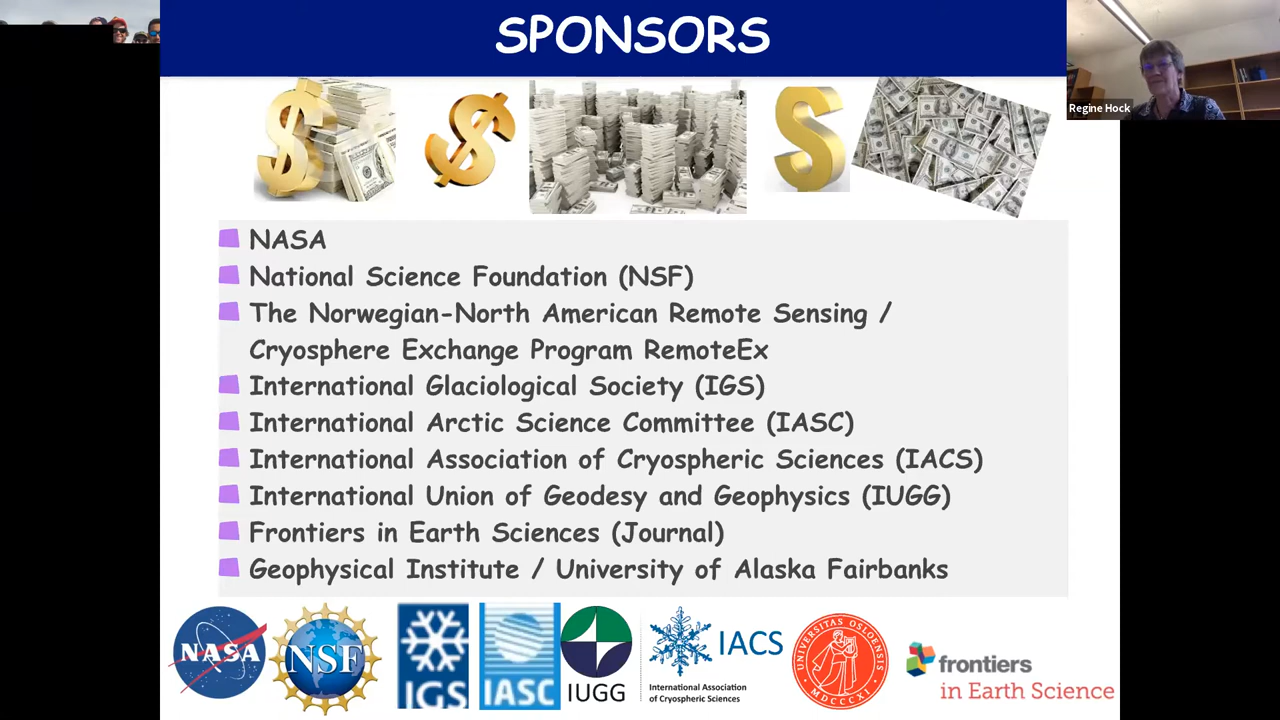 SPONSORS
Regine Hock
NASA
National Science Foundation (NSF)
The Norwegian-North American Remote Sensing /
Cryosphere Exchange Program RemoteEx
International Glaciological Society (IGS)
International Arctic Science Committee (IASC)
International Association of Cryospheric Sciences (IACS)
International Union of Geodesy and Geophysics (IUGG)
Frontiers in Earth Sciences (Journal)
Geophysical Institute / University of Alaska Fairbanks
NASA
NSF
IGS
IASC
IUGG
IACS
International Association
of Cryospheric Sciences
UNIVERSITAS OSLOENSIS
MDCCCXI
frontiers
in Earth Science